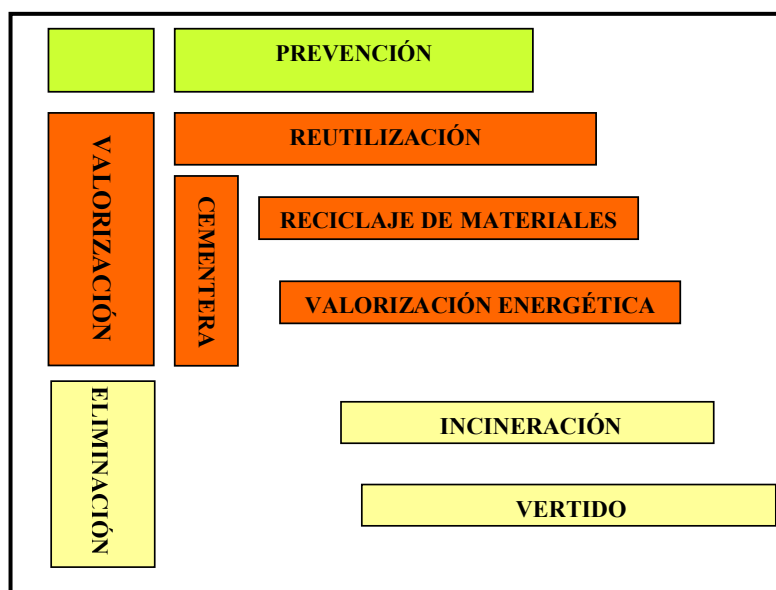 PREVENCIÓN
VALORIZACIÓN
REUTILIZACIÓN
CEMENTERA
RECICLAJE DE MATERIALES
VALORIZACIÓN ENERGÉTICA
ELIMINACIÓN
INCINERACIÓN
VERTIDO